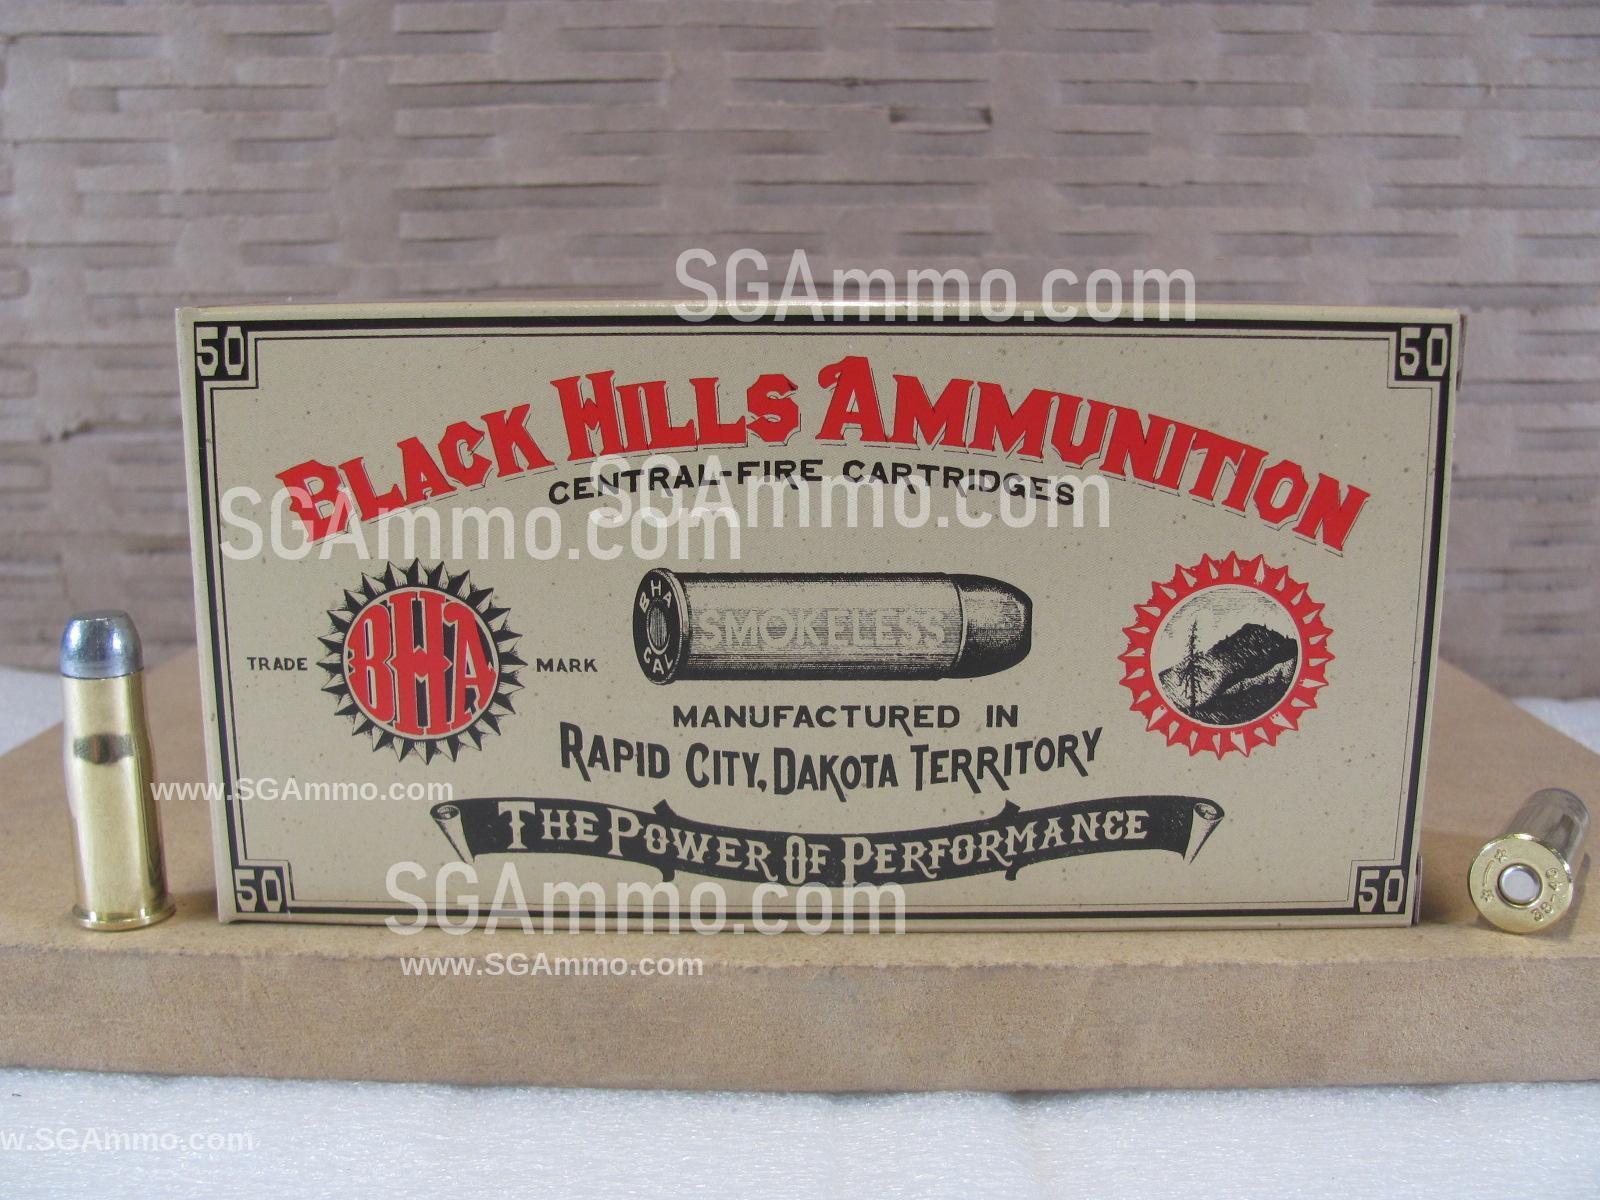 SGAmmo.com
50
50
BLACK HILLS AMMUNITION
CENTRAL-FIRE CARTRIDGES
SGAmmo.com
SGAmmo.com
BHA
CAL
SMOKELESS
TRADE
BHA
MARK
MANUFACTURED IN
RAPID CITY, DAKOTA TERRITORY
www.SGAmmo.com
THE POWER OF PERFORMANCE
50
50
SGAmmo.com
38-40
www.SGAmmo.com
w.SGAmmo.com